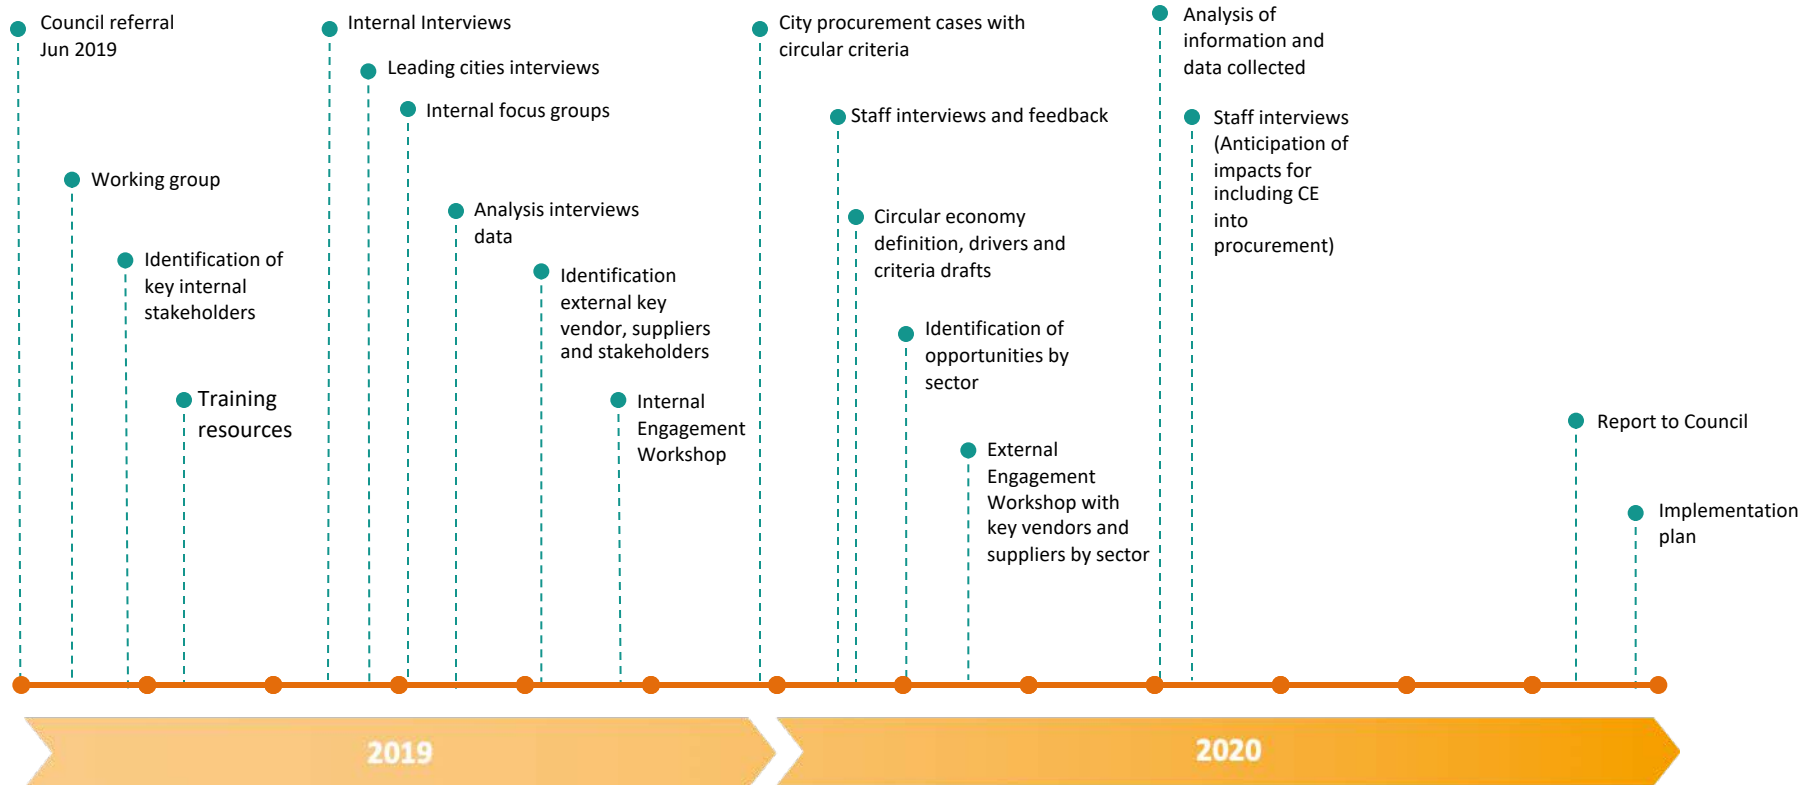 Council referral
Jun 2019
Working group
Identification of
key internal
stakeholders
Training
resources
Internal Interviews
Leading cities interviews
Internal focus groups
Analysis interviews
data
Identification
external key
vendor, suppliers
and stakeholders
Internal
Engagement
Workshop
City procurement cases with
circular criteria
Staff interviews and feedback
Circular economy
definition, drivers and
criteria drafts
Identification of
opportunities by
sector
External
Engagement
Workshop with
key vendors and
suppliers by sector
Analysis of
information and
data collected
Staff interviews
(Anticipation of
impacts for
including CE
into
procurement)
Report to Council
Implementation
plan
2019
2020